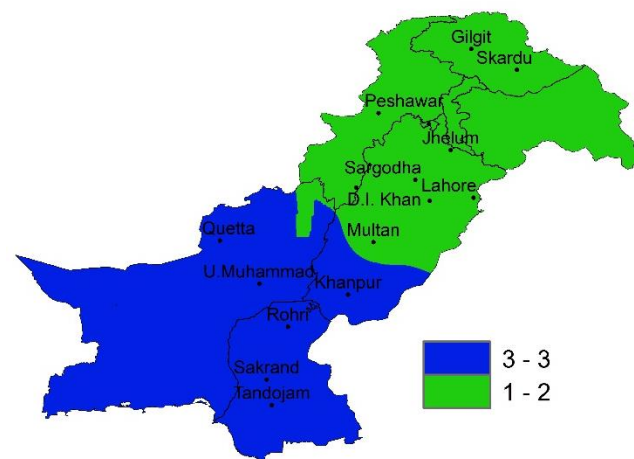 Gilgit
Skardu
Peshawar
Jhelum
Sargodha
Lahore
D.I. Khan
Multan
Quetta
U.Muhammad
Khanpur
Rohri
Sakrand
Tandojam
3 - 3
1 - 2